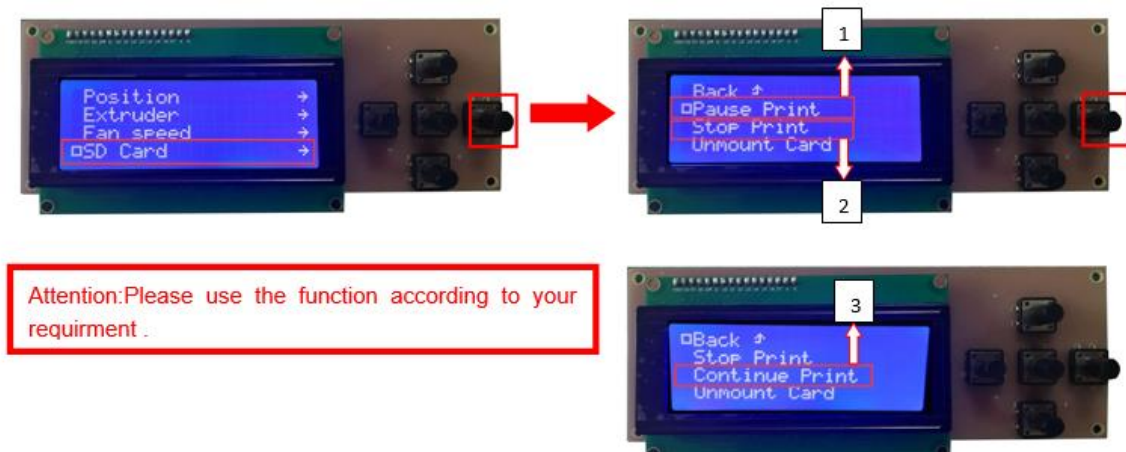 Position →
Extruder →
Fan speed →
SD Card →
1
Back
Pause Print
Stop Print
Unmount Card
2
Attention:Please use the function according to your
requirment .
3
Back
Stop Print
Continue Print
Unmount Card